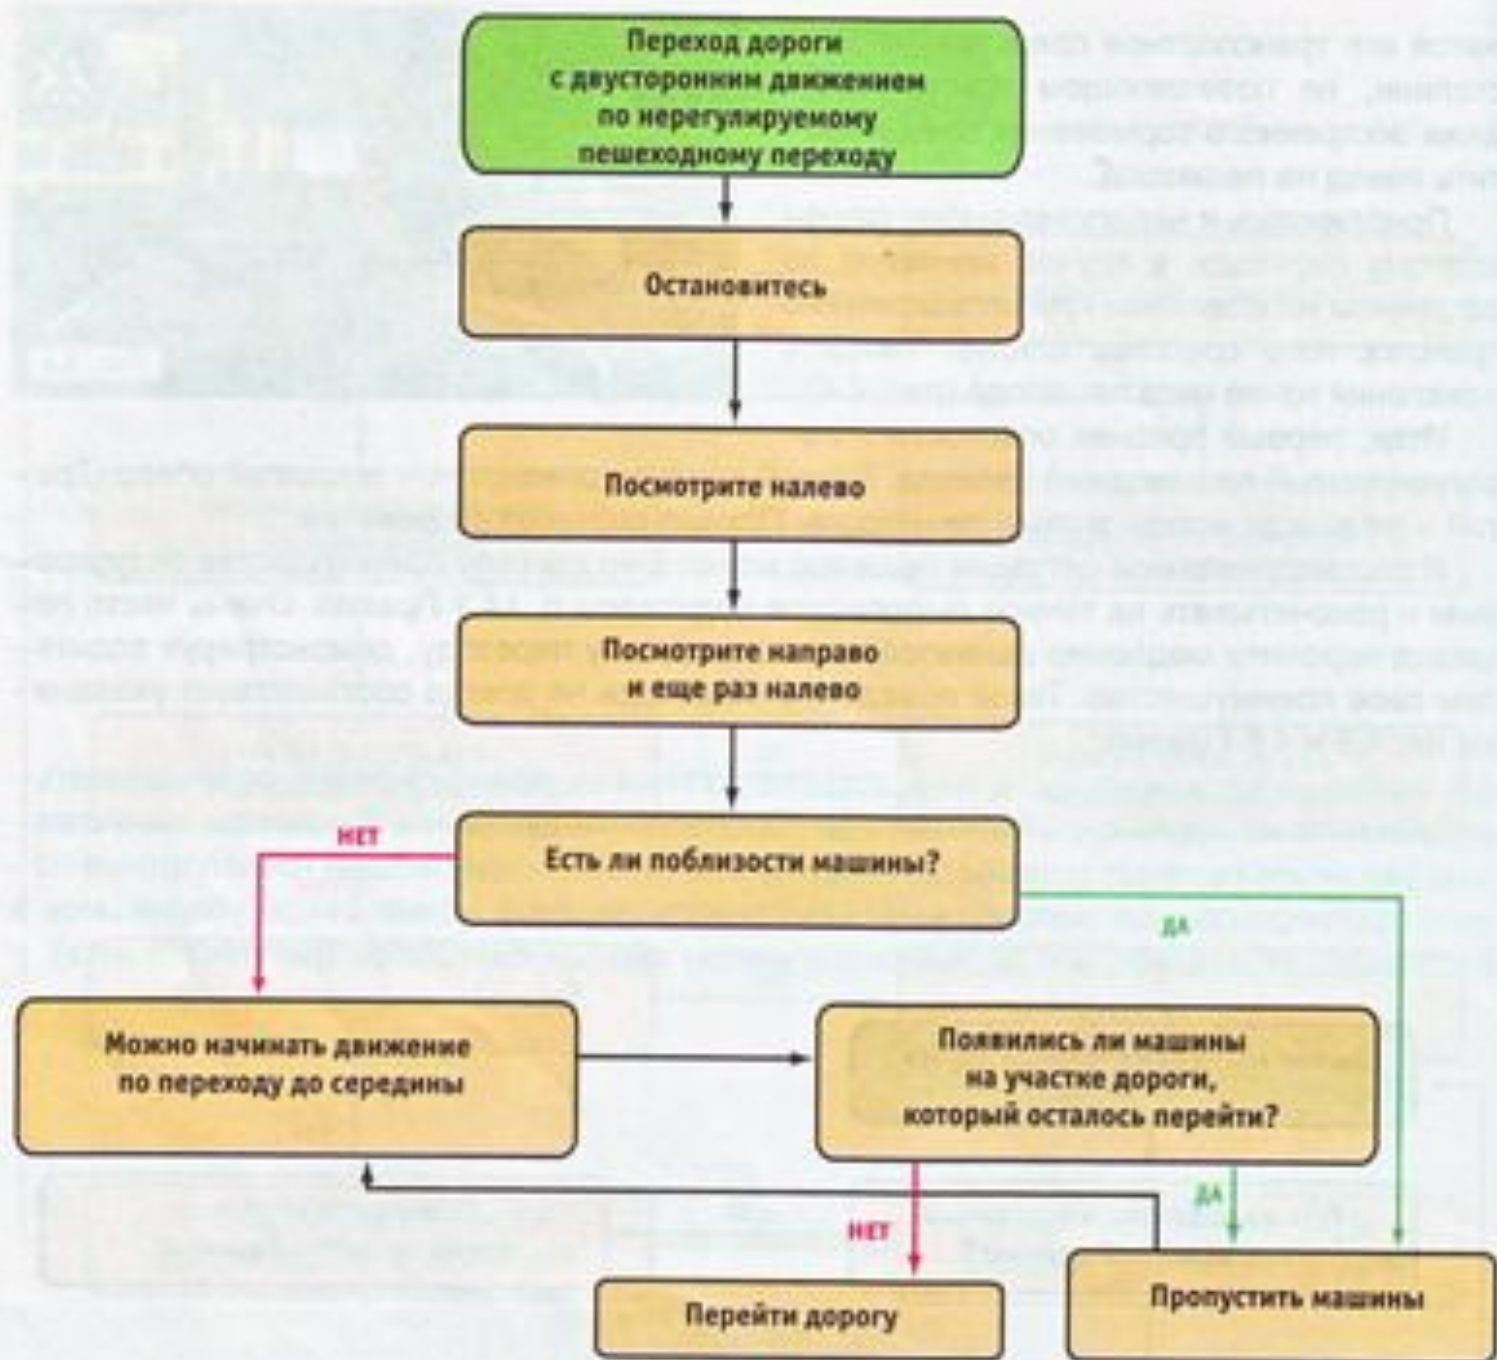 Переход дороги
с двусторонним движением
по нерегулируемому
пешеходному переходу
Остановитесь
Посмотрите налево
Посмотрите направо
и еще раз налево
НЕТ
Есть ли поблизости машины?
ДА
Можно начинать движение
по переходу до середины
Появились ли машины
на участке дороги,
который осталось перейти?
НЕТ
ДА
Перейти дорогу
Пропустить машины